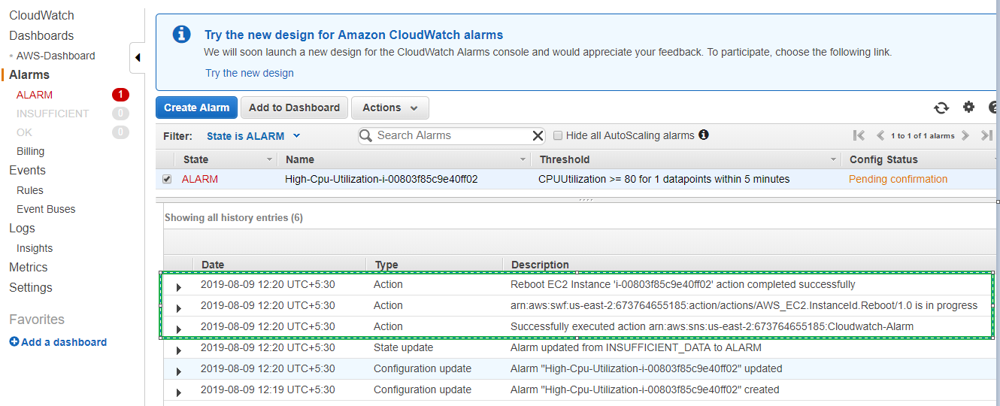 CloudWatch
Dashboards
* AWS-Dashboard
Alarms
ALARM 1
INSUFFICIENT 0
OK 0
Billing
Events
Rules
Event Buses
Logs
Insights
Metrics
Settings
Favorites
Add a dashboard
Try the new design for Amazon CloudWatch alarms
We will soon launch a new design for the CloudWatch Alarms console and would appreciate your feedback. To participate, choose the following link.
Try the new design
Create Alarm Add to Dashboard Actions
Filter: State is ALARM Search Alarms Hide all AutoScaling alarms 1 to 1 of 1 alarms
State Name Threshold Config Status
ALARM High-Cpu-Utilization-i-00803f85c9e40ff02 CPUUtilization >= 80 for 1 datapoints within 5 minutes Pending confirmation
Showing all history entries (6)
Date Type Description
2019-08-09 12:20 UTC+5:30 Action Reboot EC2 Instance 'i-00803f85c9e40ff02' action completed successfully
2019-08-09 12:20 UTC+5:30 Action arn:aws:swf:us-east-2:673764655185:action/actions/AWS_EC2.InstanceId.Reboot/1.0 is in progress
2019-08-09 12:20 UTC+5:30 Action Successfully executed action arn:aws:sns:us-east-2:673764655185:Cloudwatch-Alarm
2019-08-09 12:20 UTC+5:30 State update Alarm updated from INSUFFICIENT_DATA to ALARM
2019-08-09 12:20 UTC+5:30 Configuration update Alarm "High-Cpu-Utilization-i-00803f85c9e40ff02" updated
2019-08-09 12:19 UTC+5:30 Configuration update Alarm "High-Cpu-Utilization-i-00803f85c9e40ff02" created